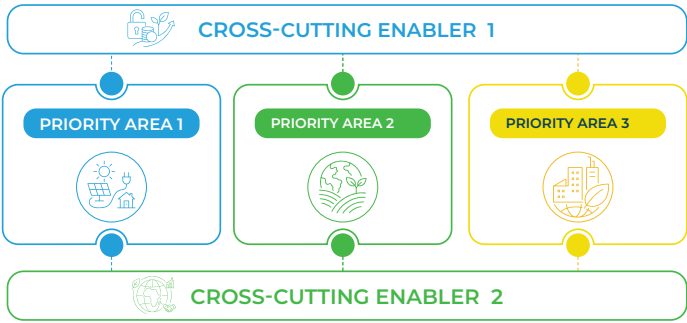 CROSS-CUTTING ENABLER 1
PRIORITY AREA 1
PRIORITY AREA 2
PRIORITY AREA 3
CROSS-CUTTING ENABLER 2